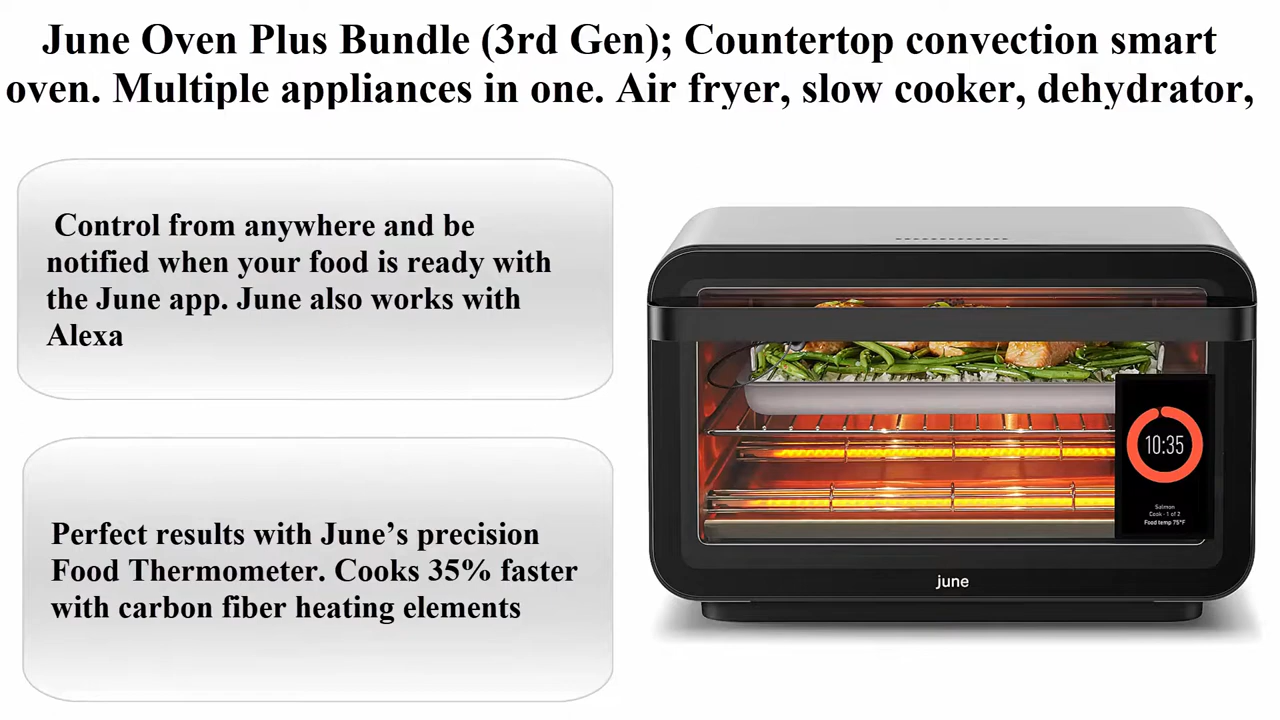 June Oven Plus Bundle (3rd Gen); Countertop convection smart
oven. Multiple appliances in one. Air fryer, slow cooker, dehydrator,
Control from anywhere and be
notified when your food is ready with
the June app. June also works with
Alexa
Perfect results with June’s precision
Food Thermometer. Cooks 35% faster
with carbon fiber heating elements
10:35
Salmon
Cook - 1 of 2
Food temp 75°F
june